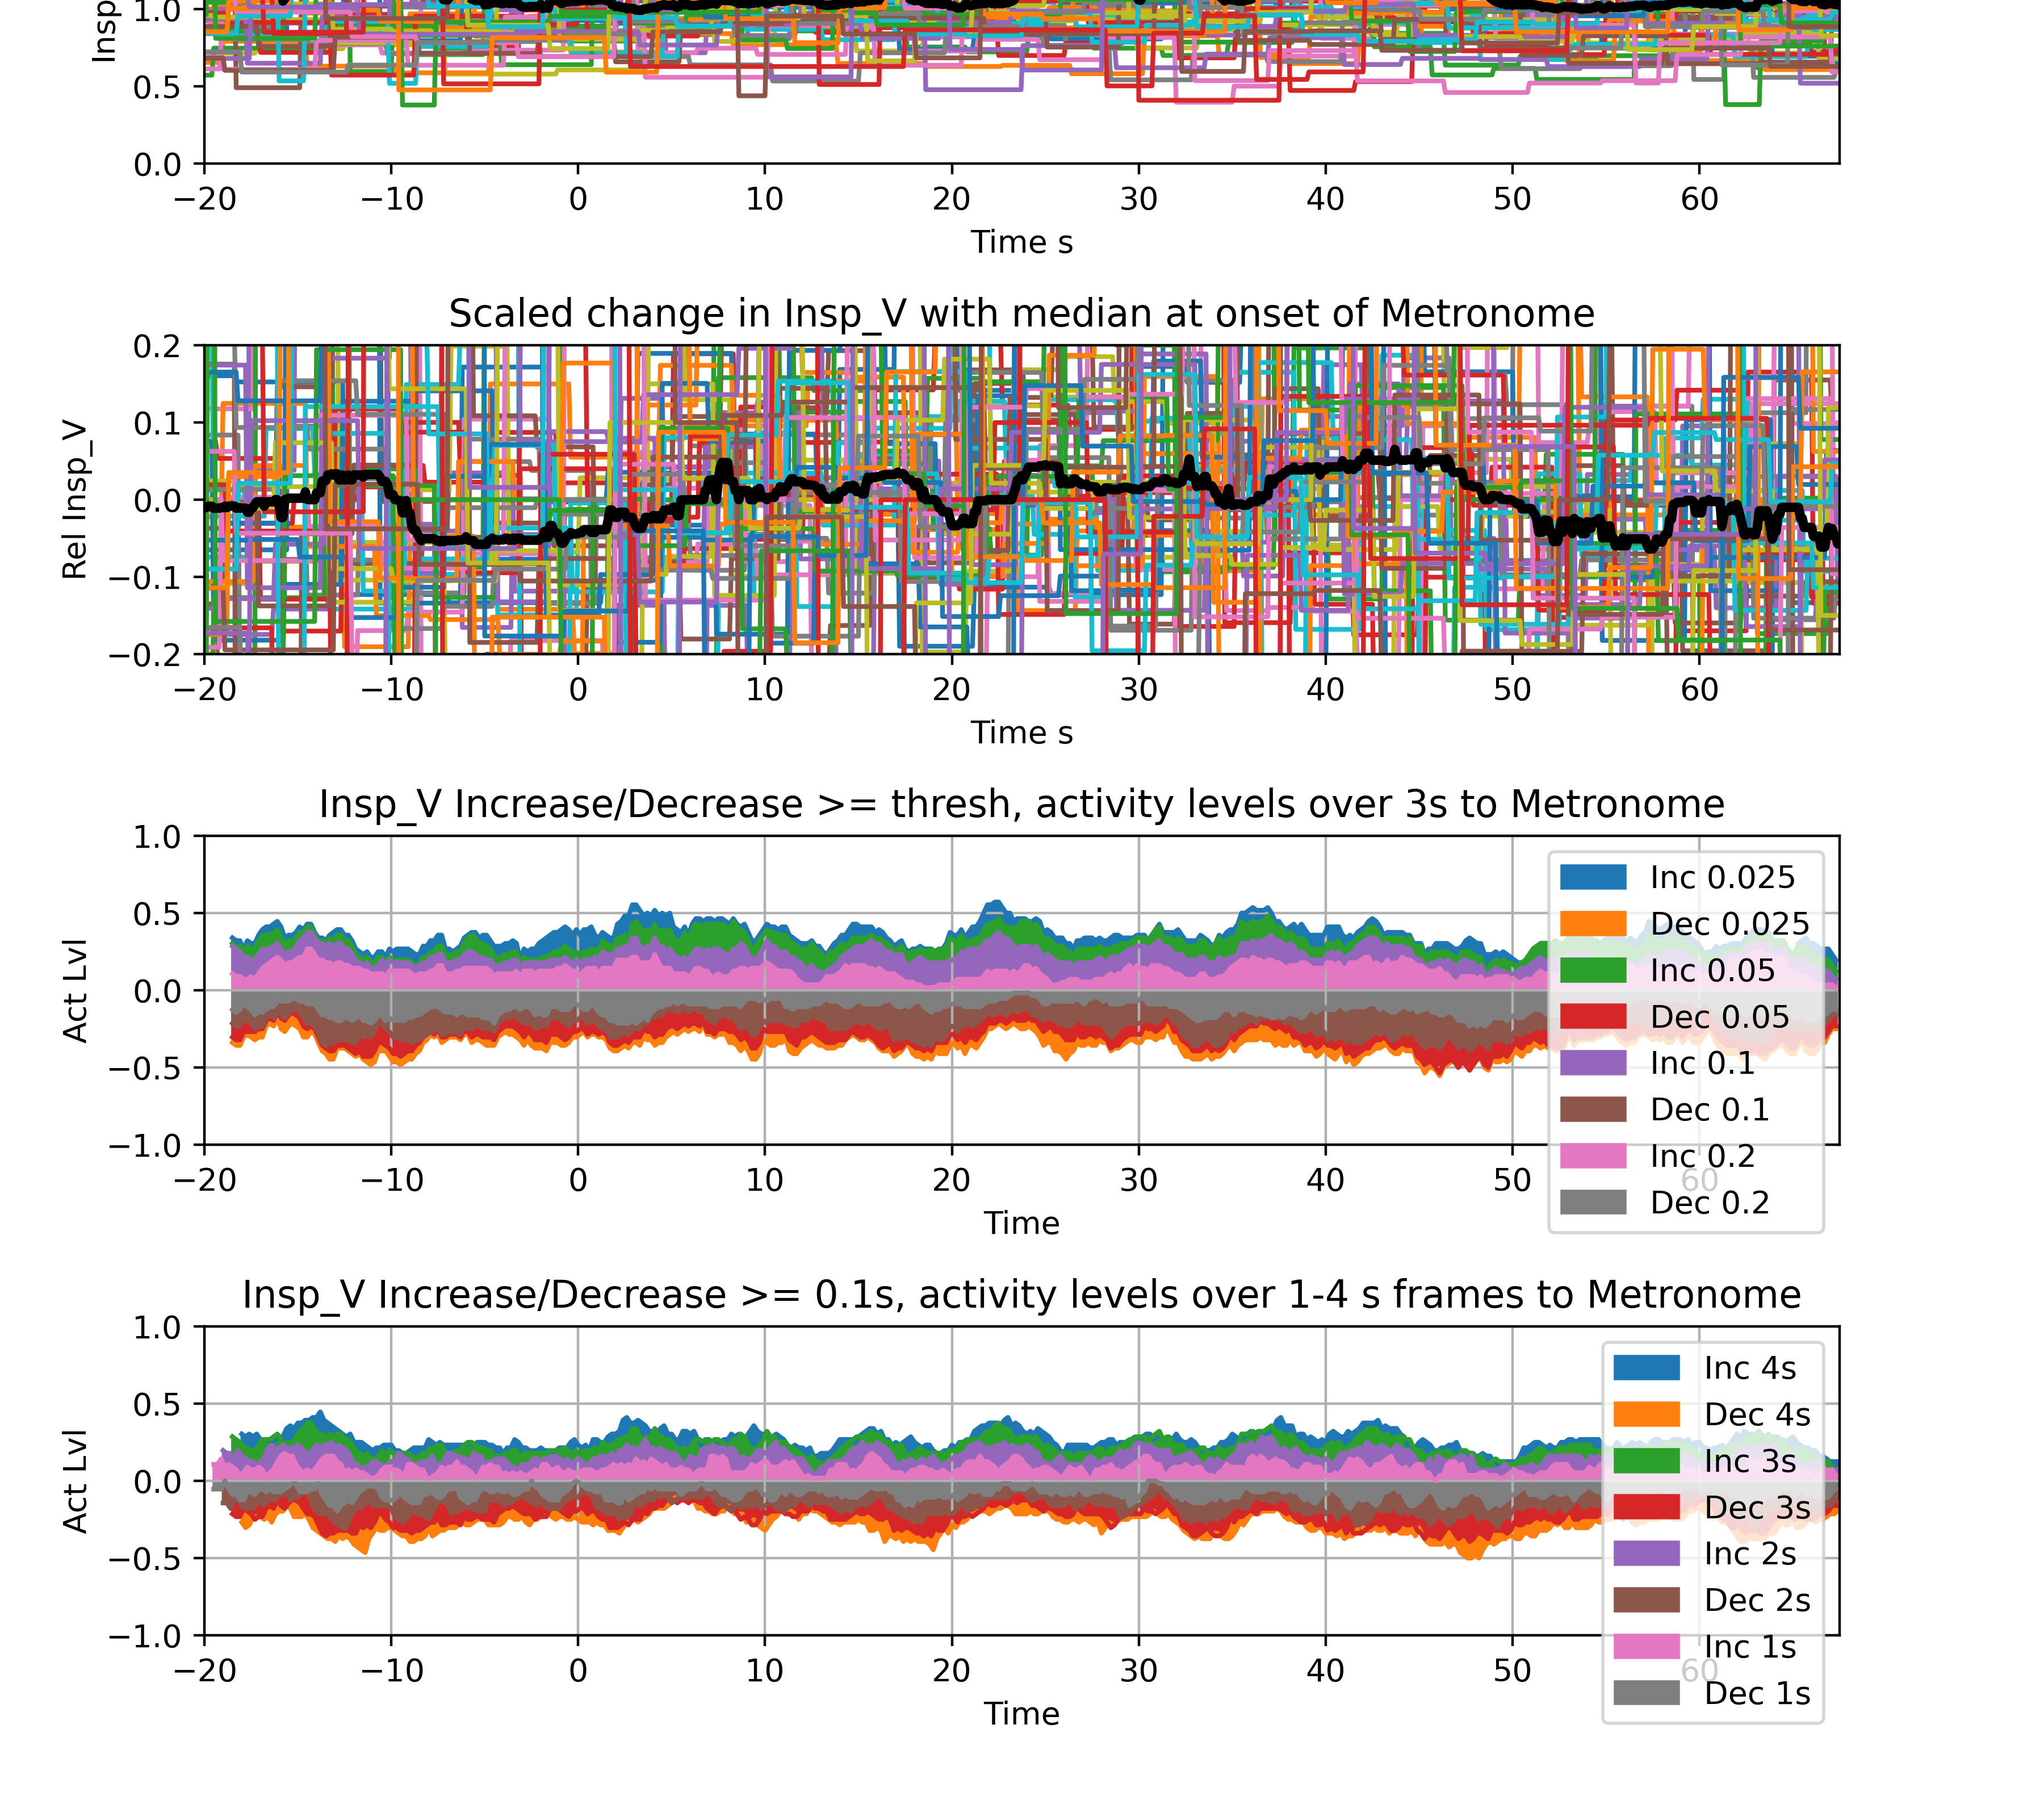 Insp
1.0
0.5
0.0
−20 −10 0 10 20 30 40 50 60
Time s
Scaled change in Insp_V with median at onset of Metronome
Rel Insp_V
0.2
0.1
0.0
−0.1
−0.2
−20 −10 0 10 20 30 40 50 60
Time s
Insp_V Increase/Decrease >= thresh, activity levels over 3s to Metronome
Act Lvl
1.0
0.5
0.0
−0.5
−1.0
Inc 0.025
Dec 0.025
Inc 0.05
Dec 0.05
Inc 0.1
Dec 0.1
Inc 0.2
Dec 0.2
−20 −10 0 10 20 30 40 50 60
Time
Insp_V Increase/Decrease >= 0.1s, activity levels over 1-4 s frames to Metronome
Act Lvl
1.0
0.5
0.0
−0.5
−1.0
Inc 4s
Dec 4s
Inc 3s
Dec 3s
Inc 2s
Dec 2s
Inc 1s
Dec 1s
−20 −10 0 10 20 30 40 50 60
Time